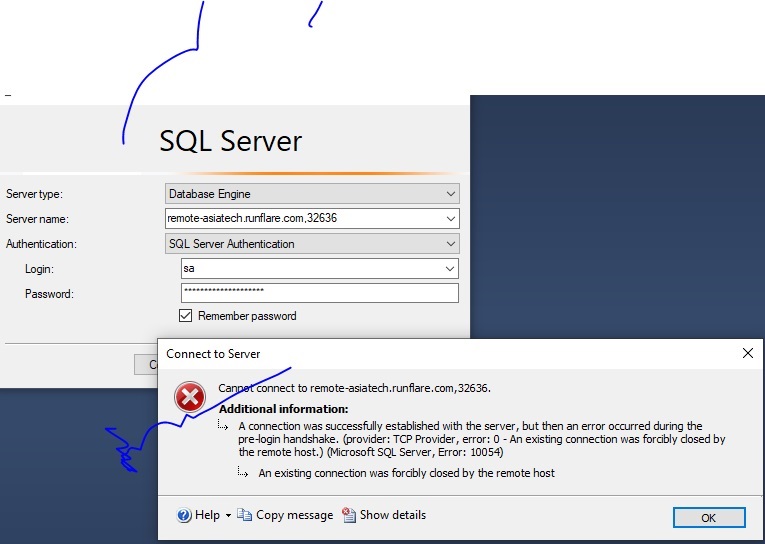 SQL Server
Server type:
Database Engine
Server name:
remote-asiatech.runflare.com,32636
Authentication:
SQL Server Authentication
Login:
sa
Password:
********************
Remember password
C
Connect to Server
Cannot connect to remote-asiatech.runflare.com,32636.
Additional information:
A connection was successfully established with the server, but then an error occurred during the
pre-login handshake. (provider: TCP Provider, error: 0 - An existing connection was forcibly closed by
the remote host.) (Microsoft SQL Server, Error: 10054)
An existing connection was forcibly closed by the remote host
Help
Copy message
Show details
OK